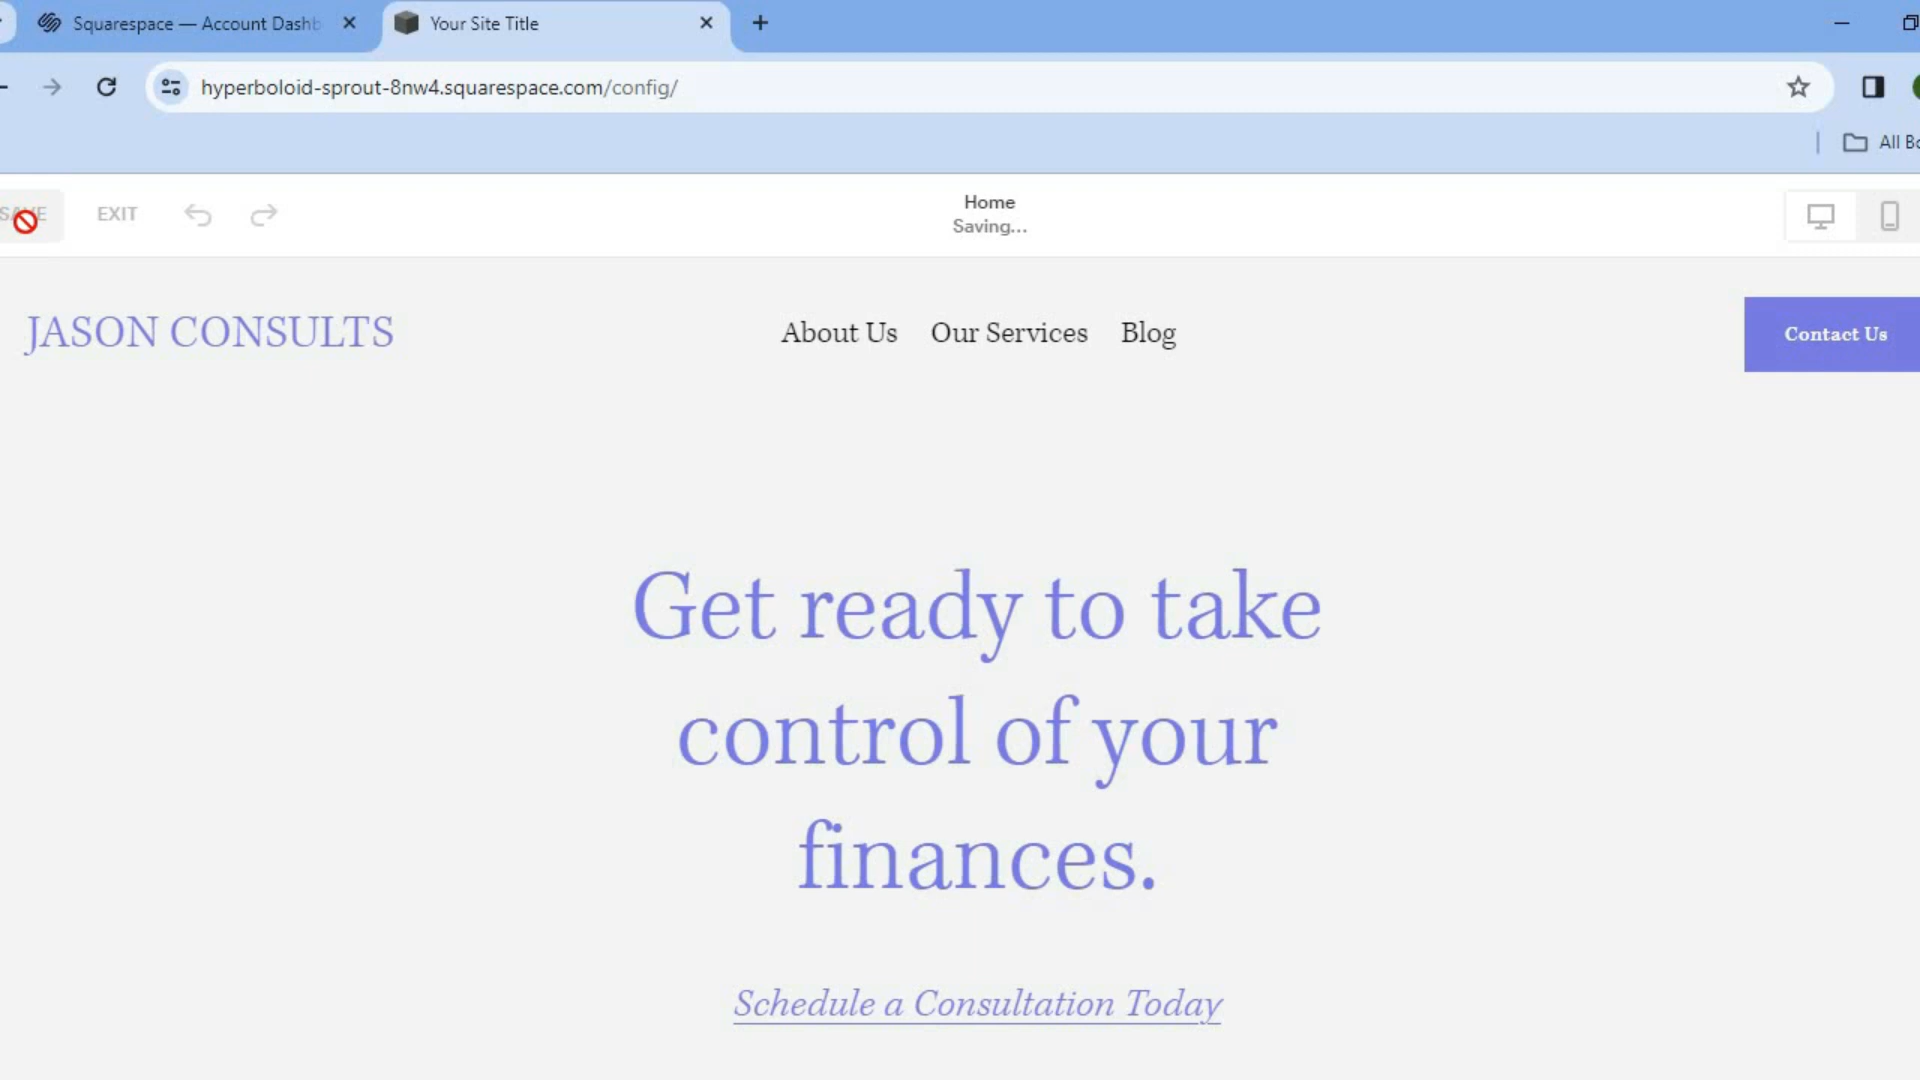 Squarespace — Account Dashb
Your Site Title
hyperboloid-sprout-8nw4.squarespace.com/config/
All Bo
SAVE
EXIT
Home
Saving...
JASON CONSULTS
About Us
Our Services
Blog
Contact Us
Get ready to take
control of your
finances.
Schedule a Consultation Today